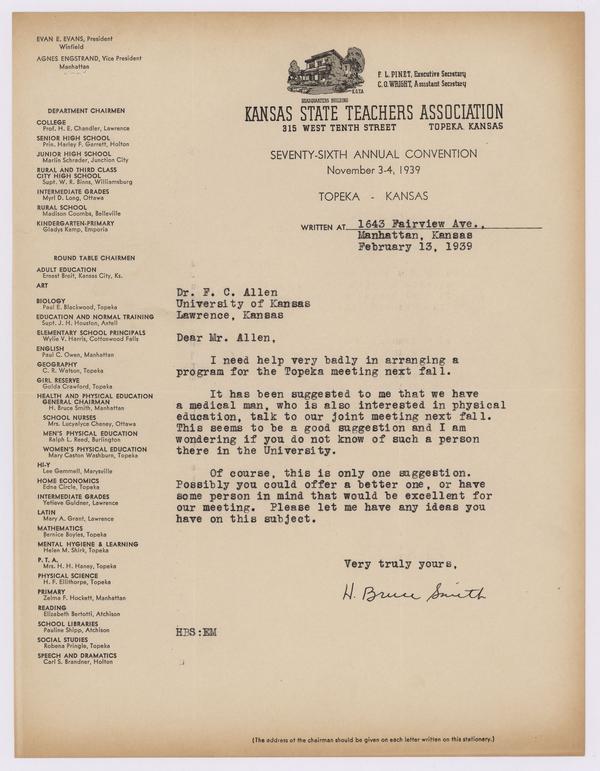 EVAN E. EVANS, President
Winfield
AGNES ENGSTRAND, Vice President
Manhattan
E.S.T.A.
F. L. PINET, Executive Secretary
C. O. WRIGHT, Assistant Secretary
HEADQUARTERS BUILDING
KANSAS STATE TEACHERS ASSOCIATION
315 WEST TENTH STREET TOPEKA, KANSAS
SEVENTY-SIXTH ANNUAL CONVENTION
November 3-4, 1939
TOPEKA - KANSAS
WRITTEN AT 1643 Fairview Ave.,
Manhattan, Kansas
February 13, 1939
DEPARTMENT CHAIRMEN
COLLEGE
Prof. H. E. Chandler, Lawrence
SENIOR HIGH SCHOOL
Prin. Harley F. Garrett, Holton
JUNIOR HIGH SCHOOL
Marlin Schrader, Junction City
RURAL AND THIRD CLASS
CITY HIGH SCHOOL
Supt. W. R. Binns, Williamsburg
INTERMEDIATE GRADES
Myrl D. Long, Ottawa
RURAL SCHOOL
Madison Coombs, Belleville
KINDERGARTEN-PRIMARY
Gladys Kemp, Emporia
ROUND TABLE CHAIRMEN
ADULT EDUCATION
Ernest Brait, Kansas City, Ks.
ART
BIOLOGY
Paul E. Blackwood, Topeka
EDUCATION AND NORMAL TRAINING
Supt. J. H. Houston, Axtell
ELEMENTARY SCHOOL PRINCIPALS
Wylie V. Harris, Cottonwood Falls
ENGLISH
Paul C. Owen, Manhattan
GEOGRAPHY
C. R. Watson, Topeka
GIRL RESERVE
Golda Crawford, Topeka
HEALTH AND PHYSICAL EDUCATION
GENERAL CHAIRMAN
H. Bruce Smith, Manhattan
SCHOOL NURSES
Mrs. Lucyalyce Cheney, Ottawa
MEN'S PHYSICAL EDUCATION
Ralph L. Reed, Burlington
WOMEN'S PHYSICAL EDUCATION
Mary Caston Washburn, Topeka
HI-Y
Lee Gemmell, Marysville
HOME ECONOMICS
Edna Circle, Topeka
INTERMEDIATE GRADES
Yetieve Guldner, Lawrence
LATIN
Mary A. Grant, Lawrence
MATHEMATICS
Bernice Boyles, Topeka
MENTAL HYGIENE & LEARNING
Helen M. Shirk, Topeka
P. T. A.
Mrs. H. H. Haney, Topeka
PHYSICAL SCIENCE
H. F. Ellithorpe, Topeka
PRIMARY
Zelma F. Hockett, Manhattan
READING
Elizabeth Bertotti, Atchison
SCHOOL LIBRARIES
Pauline Shipp, Atchison
SOCIAL STUDIES
Robena Pringle, Topeka
SPEECH AND DRAMATICS
Carl S. Brandner, Holton
Dr. F. C. Allen
University of Kansas
Lawrence, Kansas
Dear Mr. Allen,
I need help very badly in arranging a
program for the Topeka meeting next fall.
It has been suggested to me that we have
a medical man, who is also interested in physical
education, talk to our joint meeting next fall.
This seems to be a good suggestion and I am
wondering if you do not know of such a person
there in the University.
Of course, this is only one suggestion.
Possibly you could offer a better one, or have
some person in mind that would be excellent for
our meeting. Please let me have any ideas you
have on this subject.
Very truly yours,
H. Bruce Smith
HBS:EM
(The address of the chairman should be given on each letter written on this stationery.)